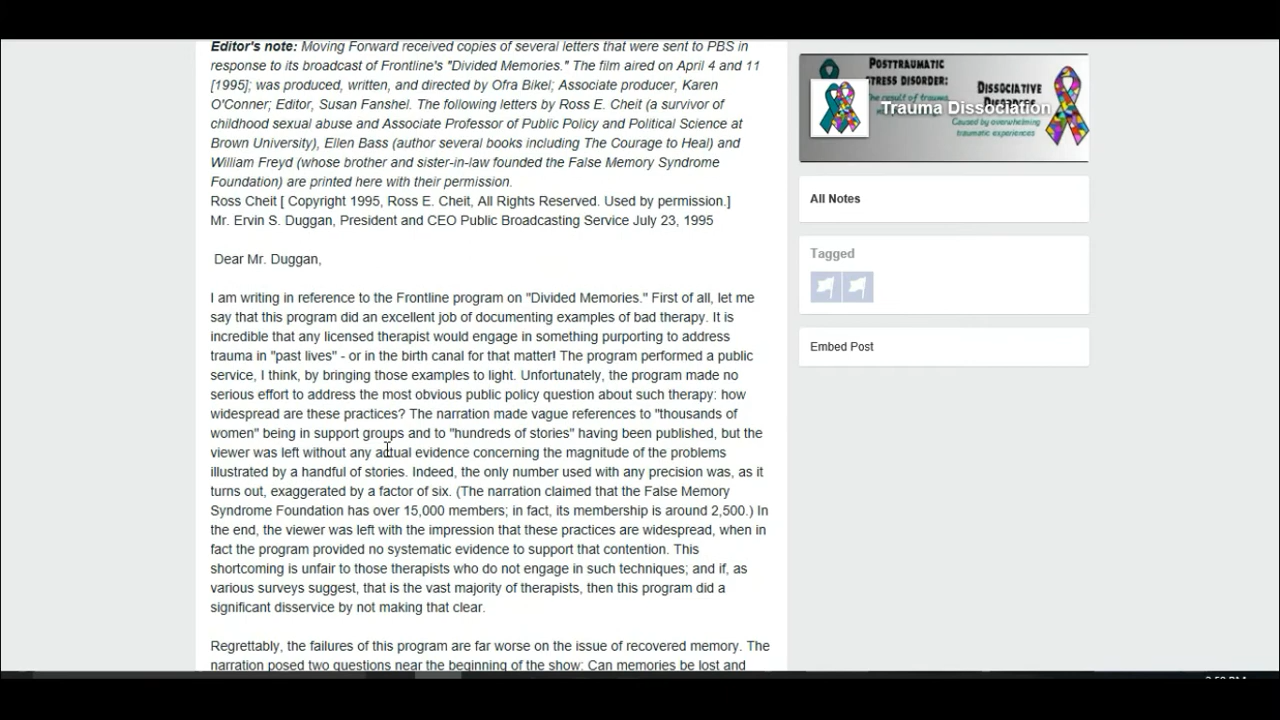 Editor's note: Moving Forward received copies of several letters that were sent to PBS in
response to its broadcast of Frontline's "Divided Memories." The film aired on April 4 and 11
[1995]; was produced, written, and directed by Ofra Bikel; Associate producer, Karen
O'Conner; Editor, Susan Fanshel. The following letters by Ross E. Cheit (a survivor of
childhood sexual abuse and Associate Professor of Public Policy and Political Science at
Brown University), Ellen Bass (author several books including The Courage to Heal) and
William Freyd (whose brother and sister-in-law founded the False Memory Syndrome
Foundation) are printed here with their permission.
Ross Cheit [ Copyright 1995, Ross E. Cheit, All Rights Reserved. Used by permission.]
Mr. Ervin S. Duggan, President and CEO Public Broadcasting Service July 23, 1995
Dear Mr. Duggan,
I am writing in reference to the Frontline program on "Divided Memories." First of all, let me
say that this program did an excellent job of documenting examples of bad therapy. It is
incredible that any licensed therapist would engage in something purporting to address
trauma in "past lives" - or in the birth canal for that matter! The program performed a public
service, I think, by bringing those examples to light. Unfortunately, the program made no
serious effort to address the most obvious public policy question about such therapy: how
widespread are these practices? The narration made vague references to "thousands of
women" being in support groups and to "hundreds of stories" having been published, but the
viewer was left without any actual evidence concerning the magnitude of the problems
illustrated by a handful of stories. Indeed, the only number used with any precision was, as it
turns out, exaggerated by a factor of six. (The narration claimed that the False Memory
Syndrome Foundation has over 15,000 members; in fact, its membership is around 2,500.) In
the end, the viewer was left with the impression that these practices are widespread, when in
fact the program provided no systematic evidence to support that contention. This
shortcoming is unfair to those therapists who do not engage in such techniques; and if, as
various surveys suggest, that is the vast majority of therapists, then this program did a
significant disservice by not making that clear.
Regrettably, the failures of this program are far worse on the issue of recovered memory. The
narration posed two questions near the beginning of the show: Can memories be lost and
POSTTRAUMATIC
STRESS DISORDER:
The result of trauma
DISSOCIATIVE
Trauma Dissociation
Caused by overwhelming
traumatic experiences
All Notes
Tagged
Embed Post